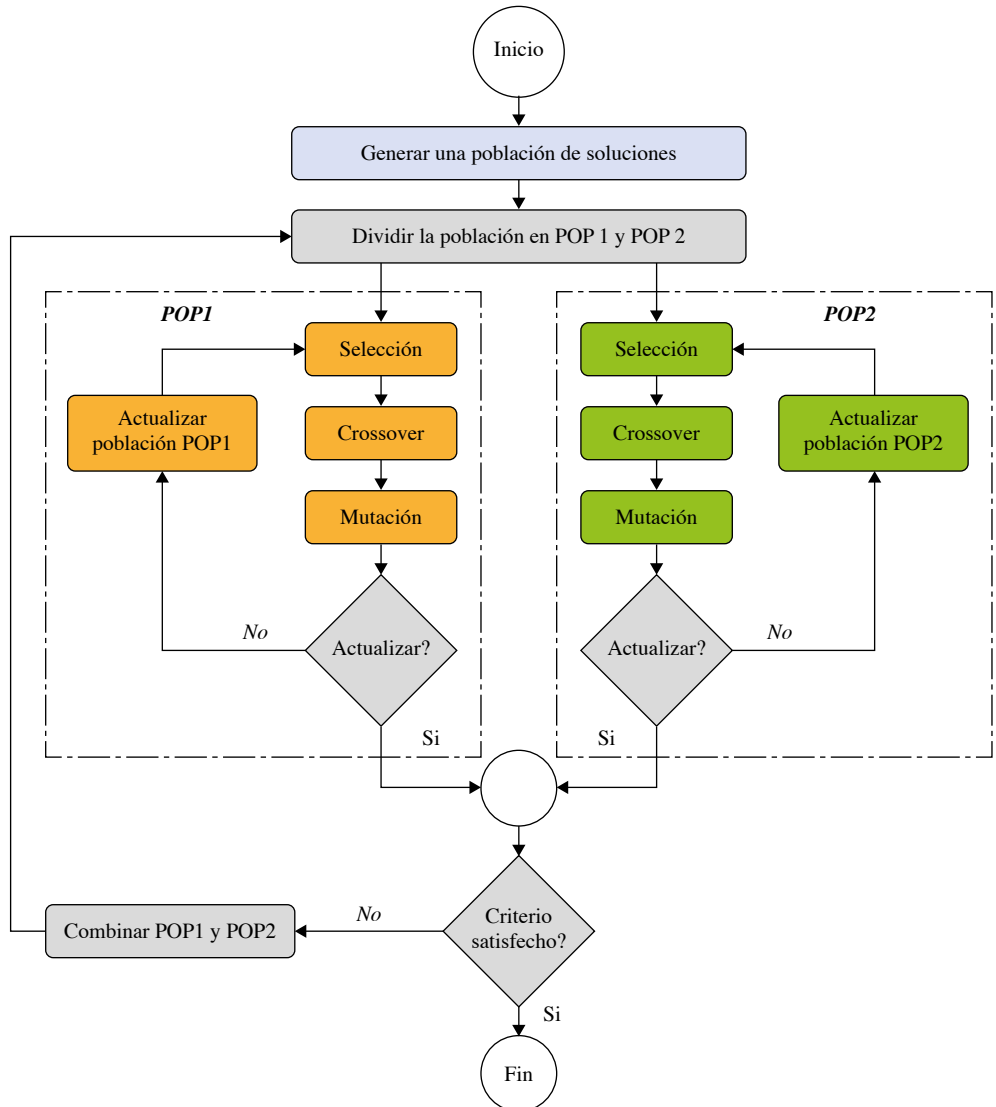 Inicio
Generar una población de soluciones
Dividir la población en POP 1 y POP 2
POP1
Selección
Actualizar
población POP1
Crossover
Mutación
No
Actualizar?
Si
POP2
Selección
Crossover
Actualizar
población POP2
Mutación
Actualizar?
No
Si
Criterio
satisfecho?
No
Combinar POP1 y POP2
Si
Fin